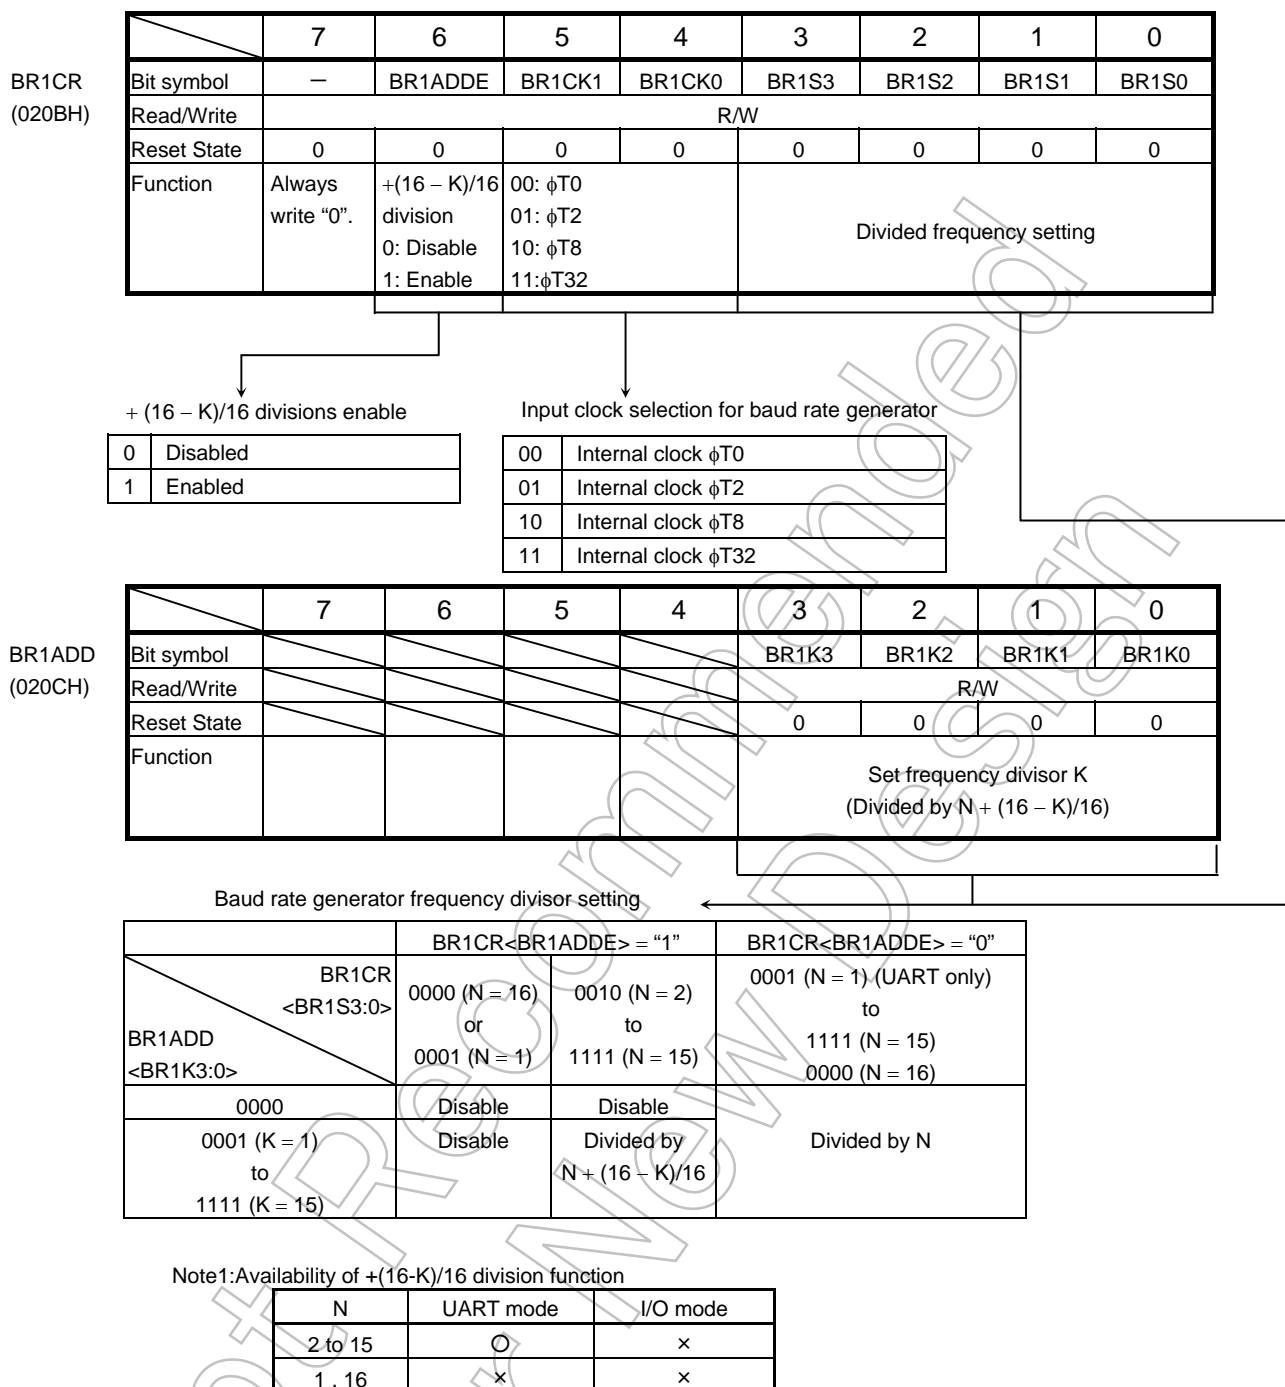 7 6 5 4 3 2 1 0
BR1CR
(020BH)
Bit symbol − BR1ADDE BR1CK1 BR1CK0 BR1S3 BR1S2 BR1S1 BR1S0
Read/Write R/W
Reset State 0 0 0 0 0 0 0 0
Function
Always
write “0”.
+(16 − K)/16
division
0: Disable
1: Enable
00: ϕT0
01: ϕT2
10: ϕT8
11:ϕT32
Divided frequency setting
+ (16 − K)/16 divisions enable
0 Disabled
1 Enabled
Input clock selection for baud rate generator
00 Internal clock ϕT0
01 Internal clock ϕT2
10 Internal clock ϕT8
11 Internal clock ϕT32
7 6 5 4 3 2 1 0
BR1ADD
(020CH)
Bit symbol BR1K3 BR1K2 BR1K1 BR1K0
Read/Write R/W
Reset State 0 0 0 0
Function
Set frequency divisor K
(Divided by N + (16 − K)/16)
Baud rate generator frequency divisor setting
BR1CR<BR1ADDE> = “1” BR1CR<BR1ADDE> = “0”
BR1CR
<BR1S3:0>
BR1ADD
<BR1K3:0>
0000 (N = 16)
or
0001 (N = 1)
0010 (N = 2)
to
1111 (N = 15)
0001 (N = 1) (UART only)
to
1111 (N = 15)
0000 (N = 16)
0000 Disable Disable
0001 (K = 1)
to
1111 (K = 15)
Disable
Divided by
N + (16 − K)/16
Divided by N
Note1:Availability of +(16-K)/16 division function
N UART mode I/O mode
2 to 15 ○ ×
1 , 16 × ×
Not Recommended
for New Design